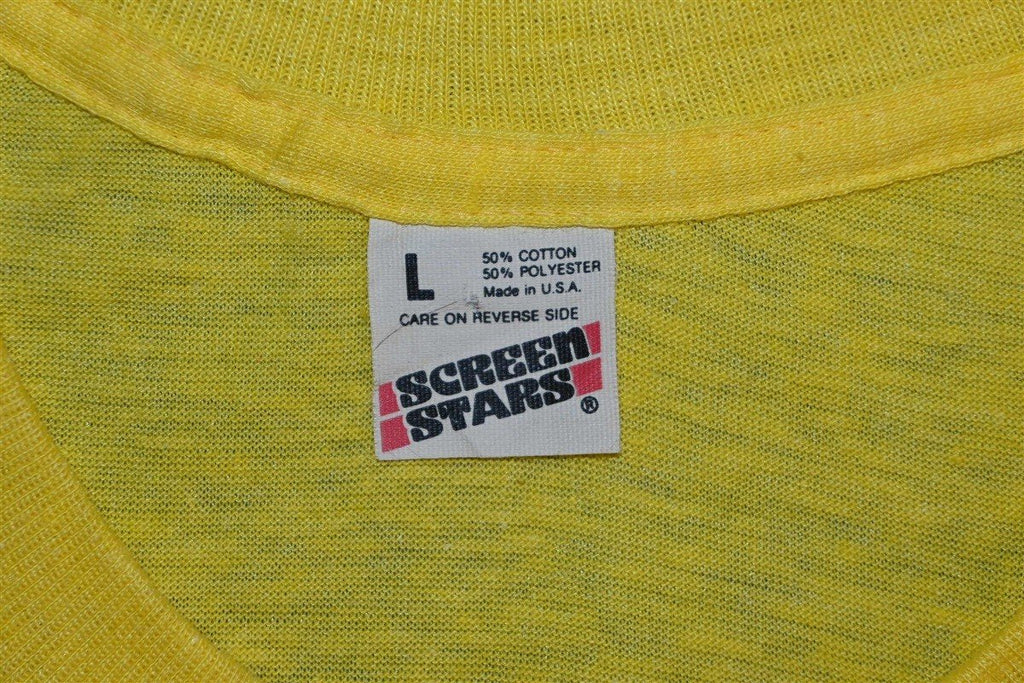 L
50% COTTON
50% POLYESTER
Made in U.S.A.
CARE ON REVERSE SIDE
SCREEN
STARS®